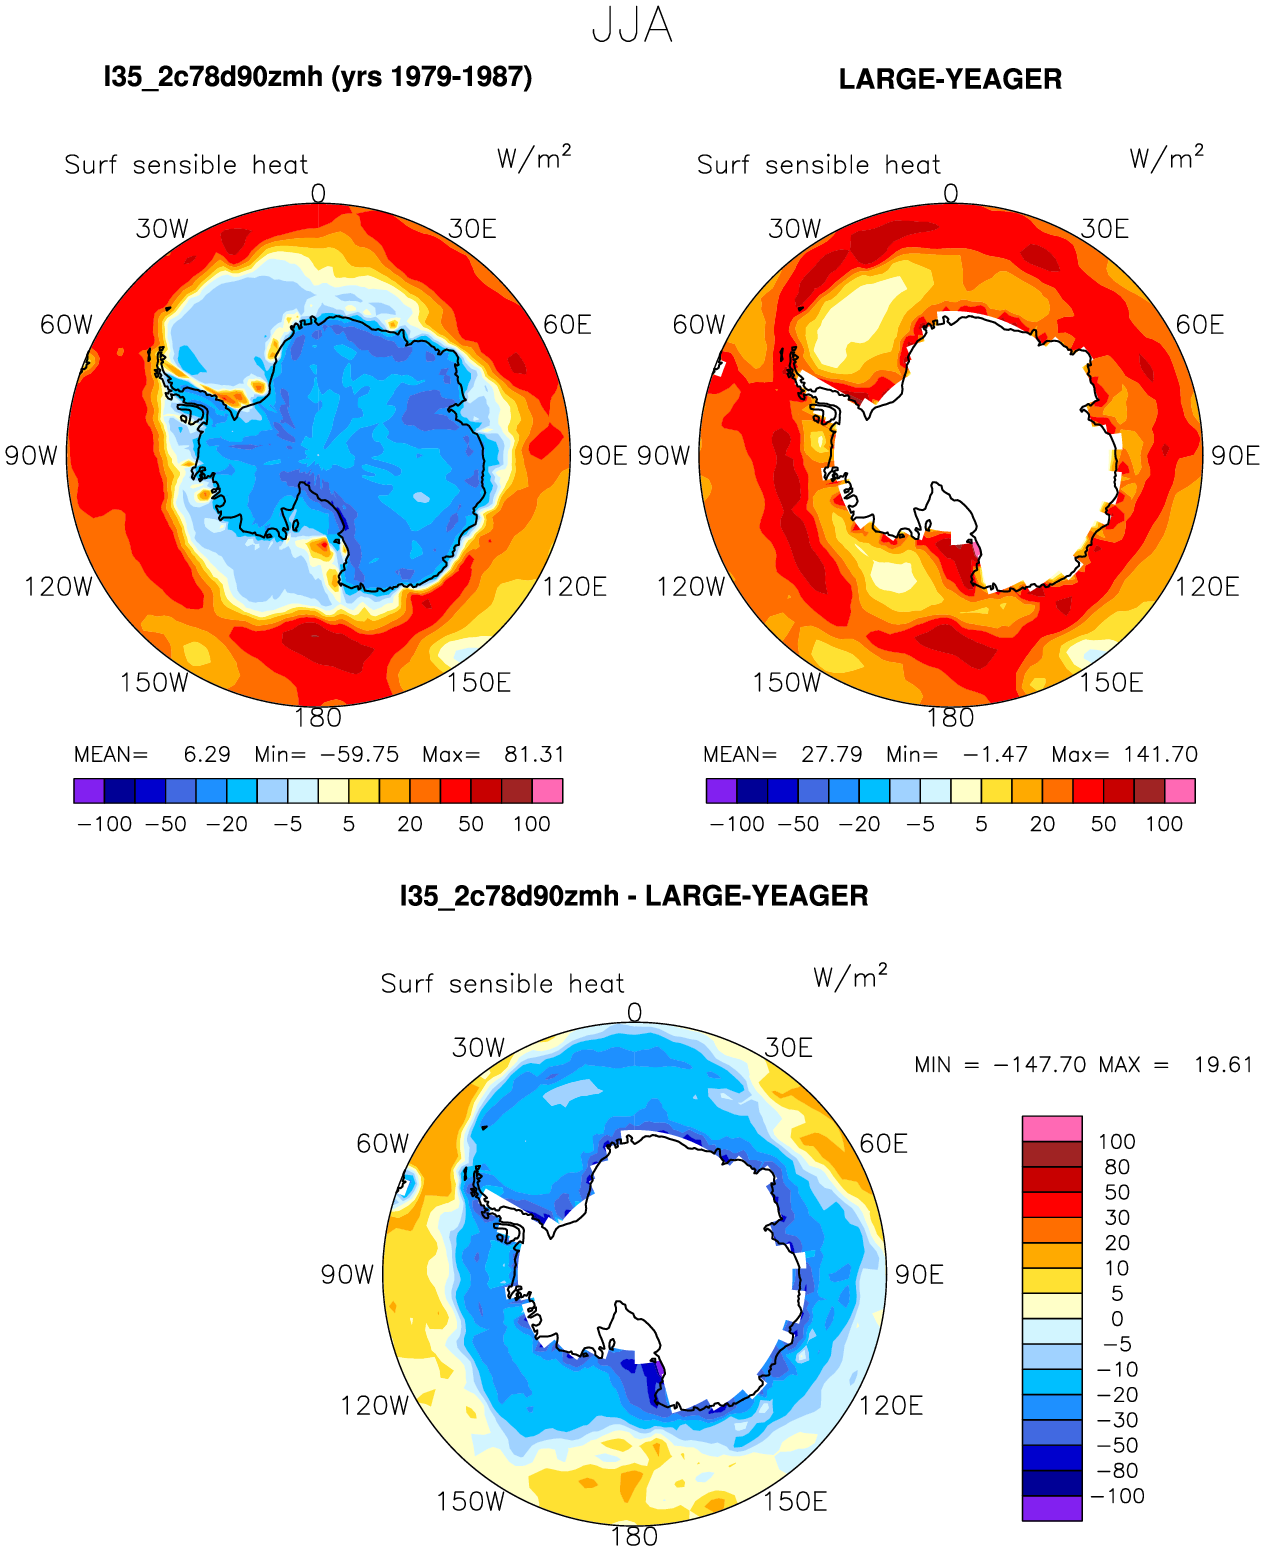 JJA
I35_2c78d90zmh (yrs 1979-1987)
LARGE-YEAGER
Surf sensible heat W/m²
Surf sensible heat W/m²
0
30W 30E
60W 60E
90W 90E
120W 120E
150W 150E
180
0
30W 30E
60W 60E
90W 90E
120W 120E
150W 150E
180
MEAN= 6.29 Min= −59.75 Max= 81.31
−100 −50 −20 −5 5 20 50 100
MEAN= 27.79 Min= −1.47 Max= 141.70
−100 −50 −20 −5 5 20 50 100
I35_2c78d90zmh - LARGE-YEAGER
Surf sensible heat W/m²
0
30W 30E
60W 60E
90W 90E
120W 120E
150W 150E
180
MIN = −147.70 MAX = 19.61
100
80
50
30
20
10
5
0
−5
−10
−20
−30
−50
−80
−100